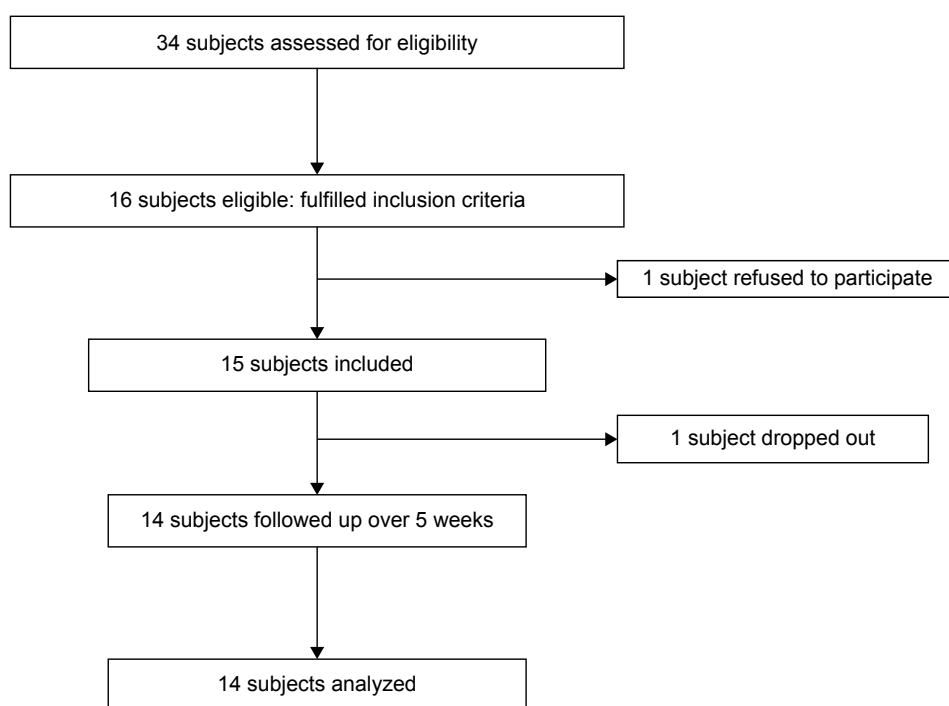 34 subjects assessed for eligibility
16 subjects eligible: fulfilled inclusion criteria
1 subject refused to participate
15 subjects included
1 subject dropped out
14 subjects followed up over 5 weeks
14 subjects analyzed